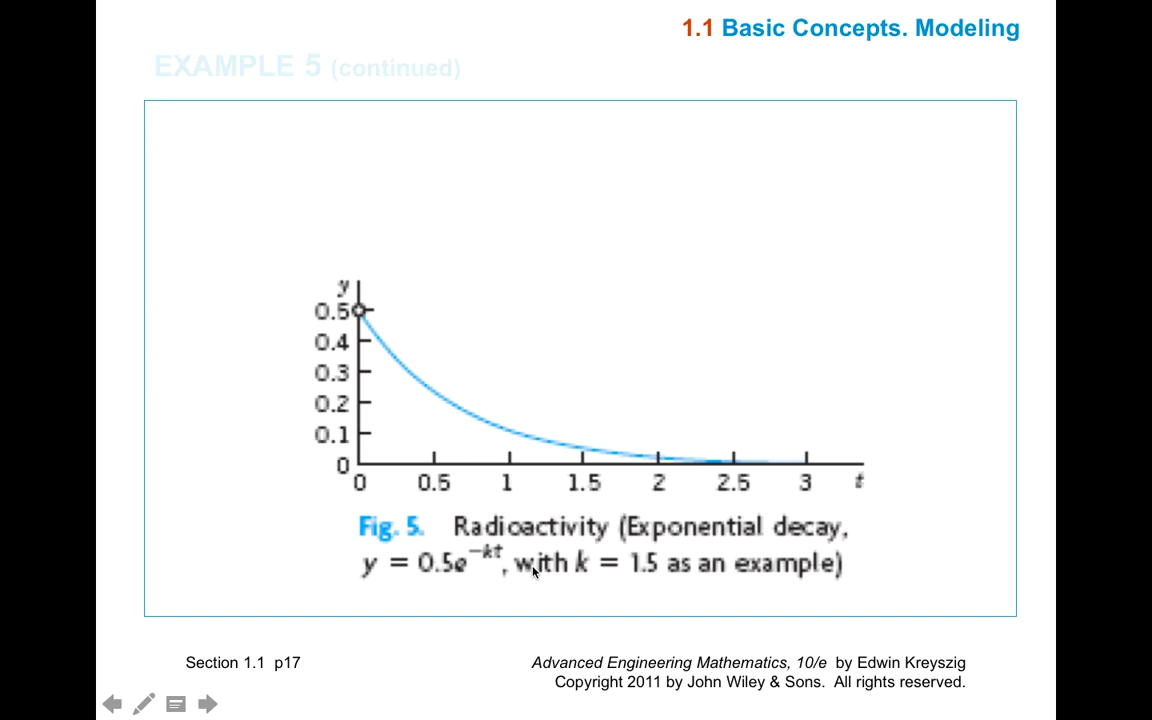 1.1 Basic Concepts. Modeling
EXAMPLE 5 (continued)
y
0.5
0.4
0.3
0.2
0.1
0
0 0.5 1 1.5 2 2.5 3 t
Fig. 5. Radioactivity (Exponential decay,
y = 0.5e^−kt, with k = 1.5 as an example)
Section 1.1 p17
Advanced Engineering Mathematics, 10/e by Edwin Kreyszig
Copyright 2011 by John Wiley & Sons. All rights reserved.